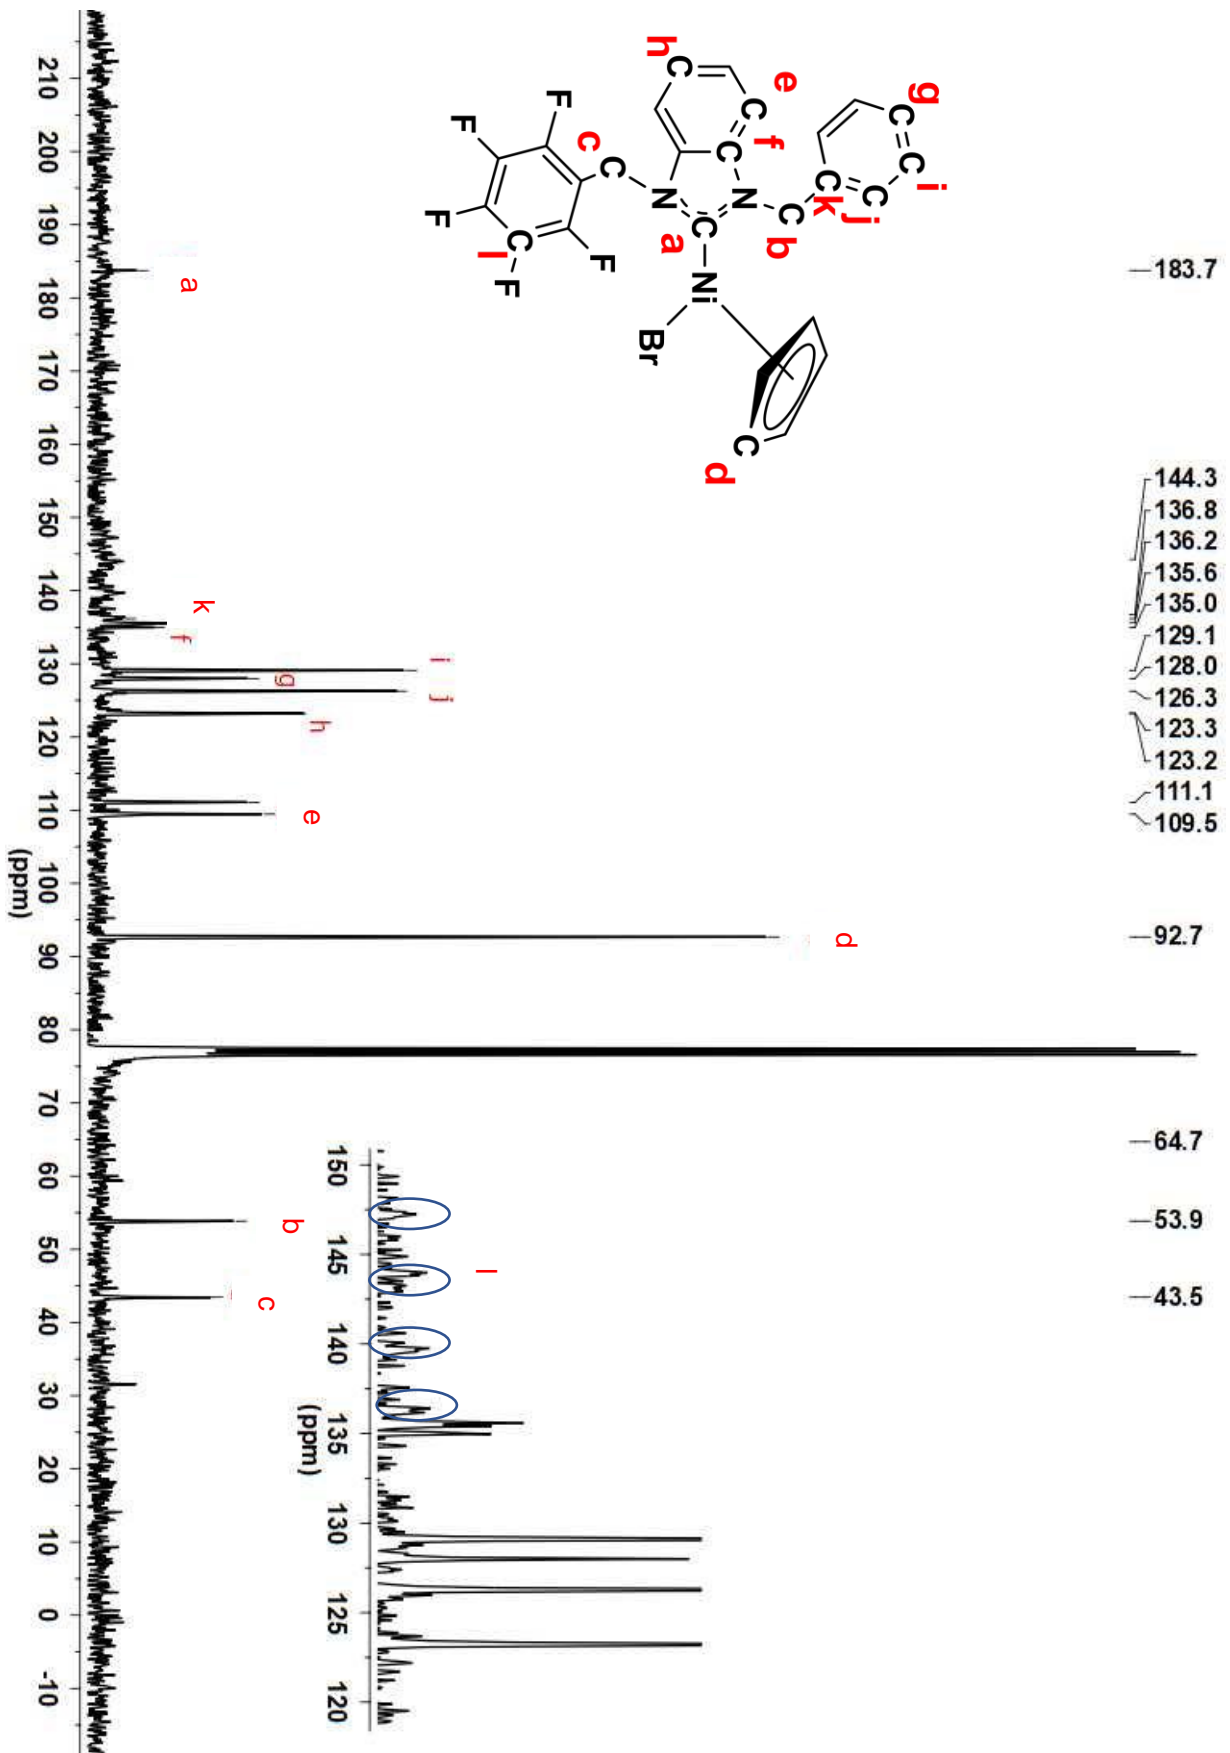 183.7
144.3
136.8
136.2
135.6
135.0
129.1
128.0
126.3
123.3
123.2
111.1
109.5
92.7
64.7
53.9
43.5
g
C
C
i
e
C
j
C
k
h
C
C
f
C
N
C
b
c
C
N
C
a
Ni
Br
C
d
F
F
F
F
F
C
l
a
k
f
i
g
j
h
e
d
b
c
l
150 145 140 135 130 125 120
(ppm)
210 200 190 180 170 160 150 140 130 120 110 100 90 80 70 60 50 40 30 20 10 0 -10
(ppm)